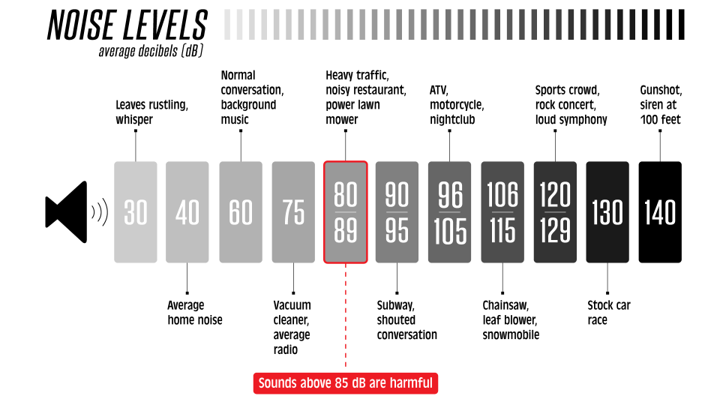 NOISE LEVELS
average decibels (dB)
Normal
conversation,
background
music
Heavy traffic,
noisy restaurant,
power lawn
mower
Leaves rustling,
whisper
ATV,
motorcycle,
nightclub
Sports crowd,
rock concert,
loud symphony
Gunshot,
siren at
100 feet
30
40
60
75
80
89
90
95
96
105
106
115
120
129
130
140
Average
home noise
Vacuum
cleaner,
average
radio
Subway,
shouted
conversation
Chainsaw,
leaf blower,
snowmobile
Stock car
race
Sounds above 85 dB are harmful